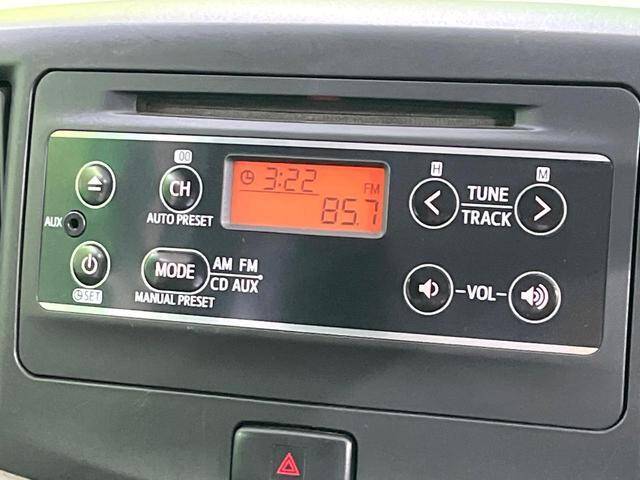 :00
CH
AUTO PRESET
3:22
FM
85.7
H
M
TUNE
TRACK
AUX
SET
MODE
AM FM
CD AUX
MANUAL PRESET
VOL